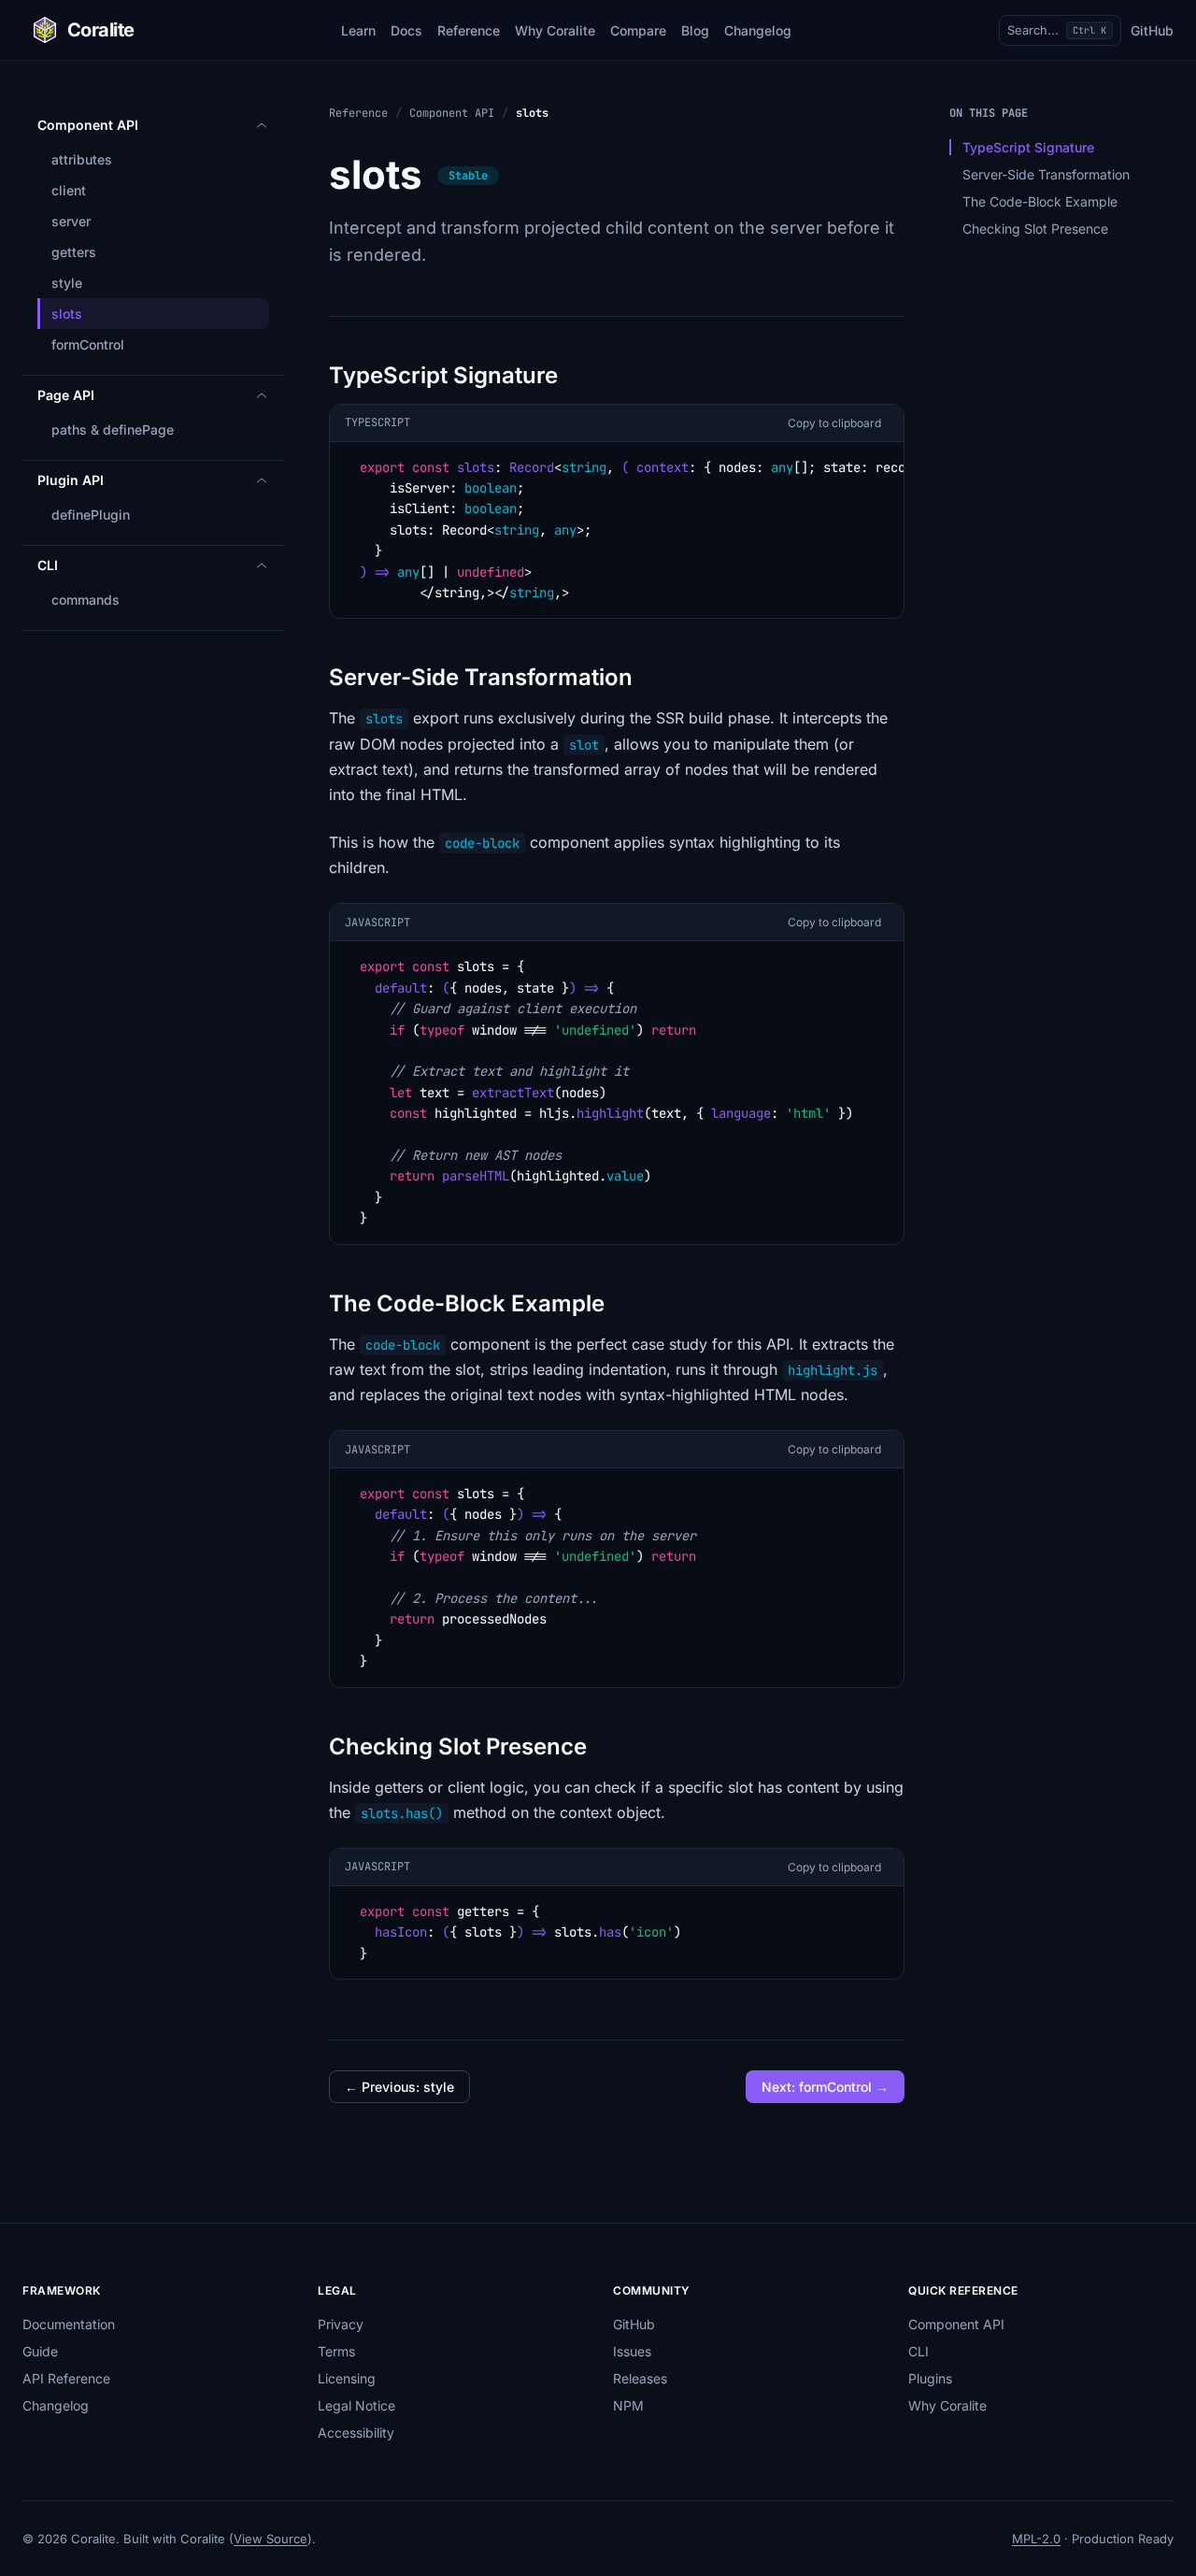 Coralite
Learn Docs Reference Why Coralite Compare Blog Changelog
Search... Ctrl K GitHub
Component API
attributes
client
server
getters
style
slots
formControl
Page API
paths & definePage
Plugin API
definePlugin
CLI
commands
Reference / Component API / slots
slots Stable
Intercept and transform projected child content on the server before it
is rendered.
TypeScript Signature
TYPESCRIPT Copy to clipboard
export const slots: Record<string, ( context: { nodes: any[]; state: reco
    isServer: boolean;
    isClient: boolean;
    slots: Record<string, any>;
  }
) => any[] | undefined>
        </string,></string,>
Server-Side Transformation
The slots export runs exclusively during the SSR build phase. It intercepts the
raw DOM nodes projected into a slot, allows you to manipulate them (or
extract text), and returns the transformed array of nodes that will be rendered
into the final HTML.
This is how the code-block component applies syntax highlighting to its
children.
JAVASCRIPT Copy to clipboard
export const slots = {
  default: ({ nodes, state }) => {
    // Guard against client execution
    if (typeof window !== 'undefined') return
    // Extract text and highlight it
    let text = extractText(nodes)
    const highlighted = hljs.highlight(text, { language: 'html' })
    // Return new AST nodes
    return parseHTML(highlighted.value)
  }
}
The Code-Block Example
The code-block component is the perfect case study for this API. It extracts the
raw text from the slot, strips leading indentation, runs it through highlight.js,
and replaces the original text nodes with syntax-highlighted HTML nodes.
JAVASCRIPT Copy to clipboard
export const slots = {
  default: ({ nodes }) => {
    // 1. Ensure this only runs on the server
    if (typeof window !== 'undefined') return
    // 2. Process the content...
    return processedNodes
  }
}
Checking Slot Presence
Inside getters or client logic, you can check if a specific slot has content by using
the slots.has() method on the context object.
JAVASCRIPT Copy to clipboard
export const getters = {
  hasIcon: ({ slots }) => slots.has('icon')
}
← Previous: style
Next: formControl →
ON THIS PAGE
TypeScript Signature
Server-Side Transformation
The Code-Block Example
Checking Slot Presence
FRAMEWORK
Documentation
Guide
API Reference
Changelog
LEGAL
Privacy
Terms
Licensing
Legal Notice
Accessibility
COMMUNITY
GitHub
Issues
Releases
NPM
QUICK REFERENCE
Component API
CLI
Plugins
Why Coralite
© 2026 Coralite. Built with Coralite (View Source).
MPL-2.0 · Production Ready